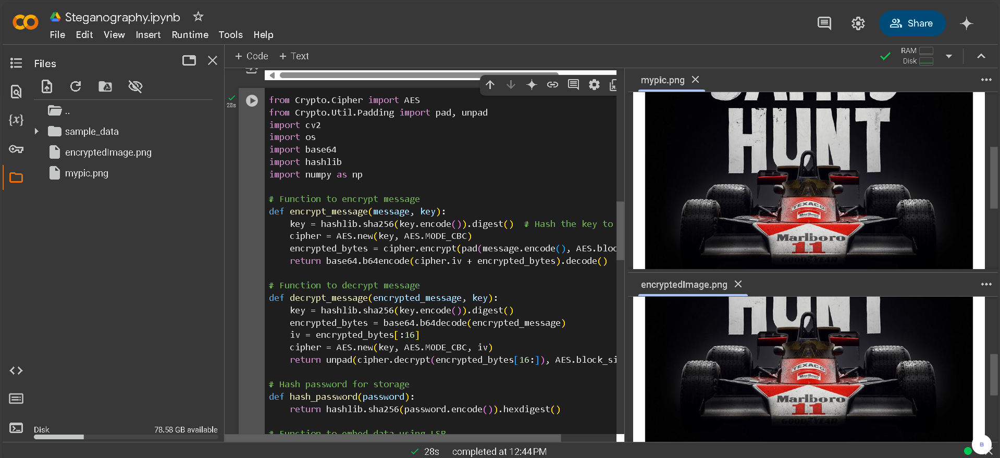 Steganography.ipynb
File Edit View Insert Runtime Tools Help
Share
Files
+ Code + Text
RAM
Disk
..
sample_data
encryptedImage.png
mypic.png
Disk 78.58 GB available
28s
from Crypto.Cipher import AES
from Crypto.Util.Padding import pad, unpad
import cv2
import os
import base64
import hashlib
import numpy as np
# Function to encrypt message
def encrypt_message(message, key):
    key = hashlib.sha256(key.encode()).digest()  # Hash the key to
    cipher = AES.new(key, AES.MODE_CBC)
    encrypted_bytes = cipher.encrypt(pad(message.encode(), AES.bloc
    return base64.b64encode(cipher.iv + encrypted_bytes).decode()
# Function to decrypt message
def decrypt_message(encrypted_message, key):
    key = hashlib.sha256(key.encode()).digest()
    encrypted_bytes = base64.b64decode(encrypted_message)
    iv = encrypted_bytes[:16]
    cipher = AES.new(key, AES.MODE_CBC, iv)
    return unpad(cipher.decrypt(encrypted_bytes[16:]), AES.block_si
# Hash password for storage
def hash_password(password):
    return hashlib.sha256(password.encode()).hexdigest()
# Function to embed data using LSB
mypic.png
HUNT
TEXACO
Marlboro
Marlboro
11
GOODYEAR
encryptedImage.png
HUNT
TEXACO
Marlboro
Marlboro
11
GOODYEAR
28s completed at 12:44 PM